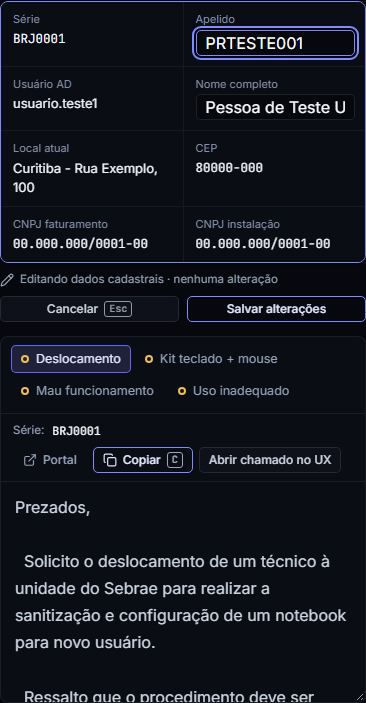 Série
Apelido
BRJ0001
PRTESTE001
Usuário AD
Nome completo
usuario.teste1
Pessoa de Teste U
Local atual
CEP
Curitiba - Rua Exemplo,
100
80000-000
CNPJ faturamento
CNPJ instalação
00.000.000/0001-00
00.000.000/0001-00
Editando dados cadastrais · nenhuma alteração
Cancelar Esc
Salvar alterações
Deslocamento
Kit teclado + mouse
Mau funcionamento
Uso inadequado
Série: BRJ0001
Portal
Copiar C
Abrir chamado no UX
Prezados,
Solicito o deslocamento de um técnico à
unidade do Sebrae para realizar a
sanitização e configuração de um notebook
para novo usuário.
Ressalto que o procedimento deve ser